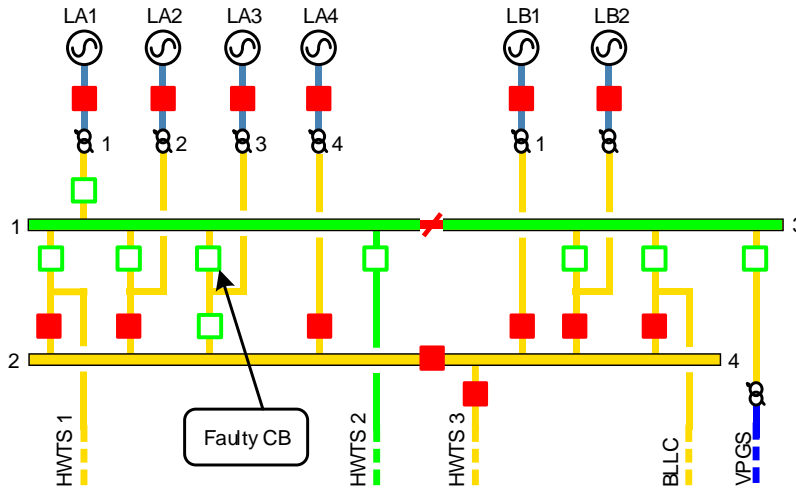 LA1 LA2 LA3 LA4 LB1 LB2
1 2 3 4 1 2
1 3
2 4
Faulty CB
HWTS 1
HWTS 2
HWTS 3
BLLC
VPGS